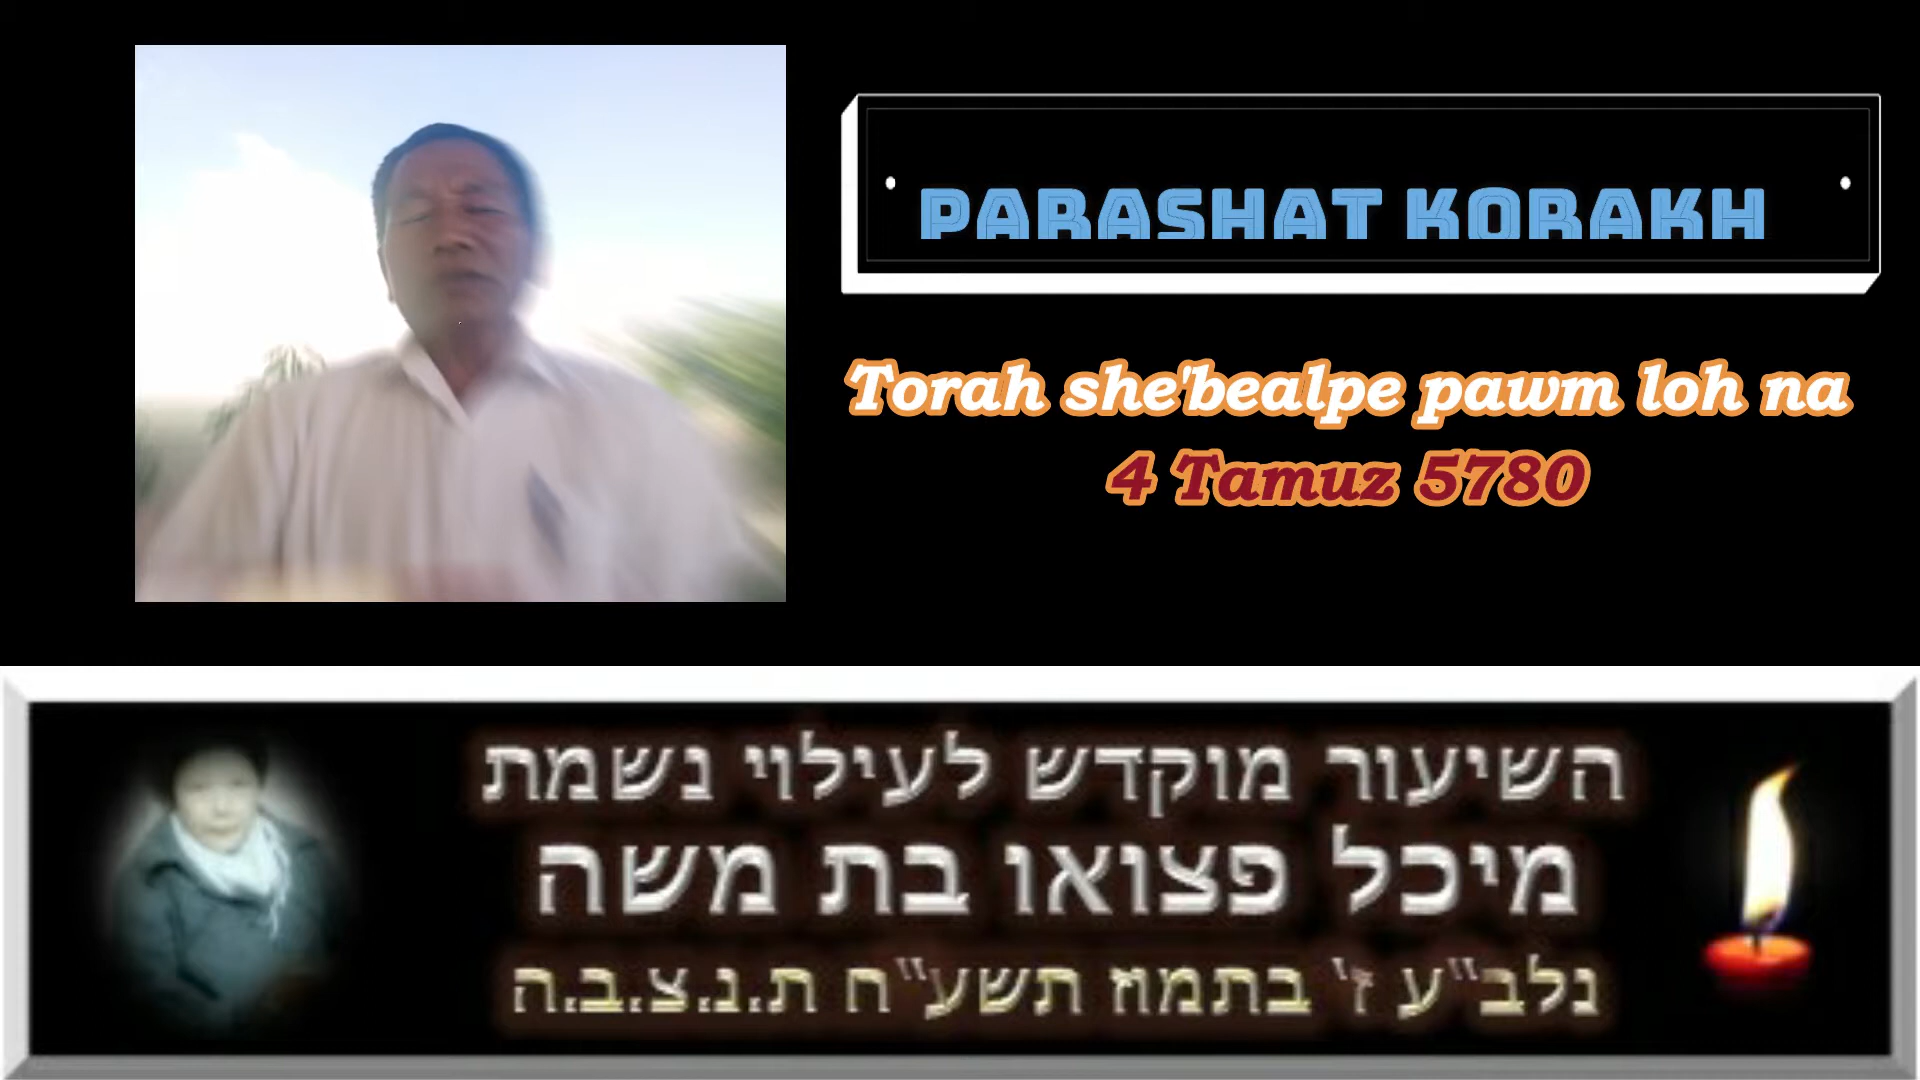 PARASHAT KORAKH
Torah she'bealpe pawm loh na
4 Tamuz 5780
השיעור מוקדש לעילוי נשמת
מיכל פצואו בת משה
נלב"ע ז' בתמוז תשע"ח ת.נ.צ.ב.ה